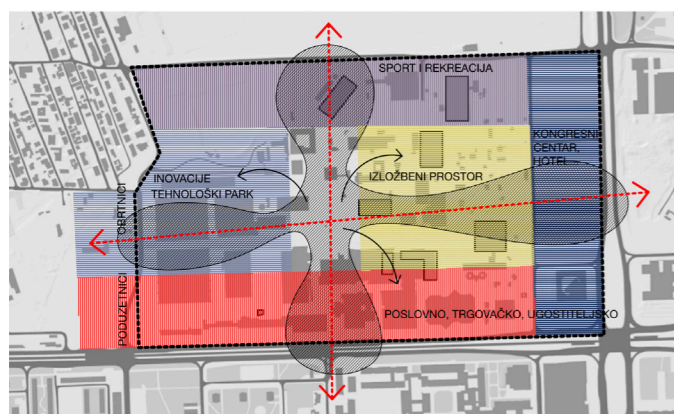 SPORT I REKREACIJA
KONGRESNI
CENTAR,
HOTEL
INOVACIJE
TEHNOLOŠKI PARK
IZLOŽBENI PROSTOR
OBRTNICI
PODUZETNICI
POSLOVNO, TRGOVAČKO, UGOSTITELJSKO